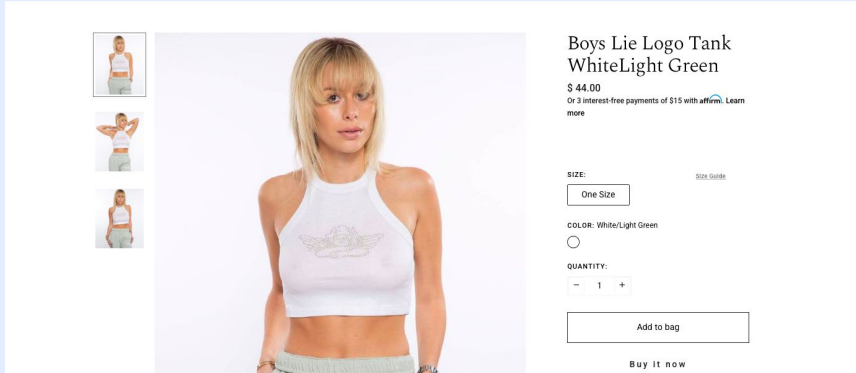 Boys Lie Logo Tank
WhiteLight Green
$ 44.00
Or 3 interest-free payments of $15 with affirm. Learn
more
SIZE:
Size Guide
One Size
COLOR: White/Light Green
QUANTITY:
− 1 +
Add to bag
Buy it now